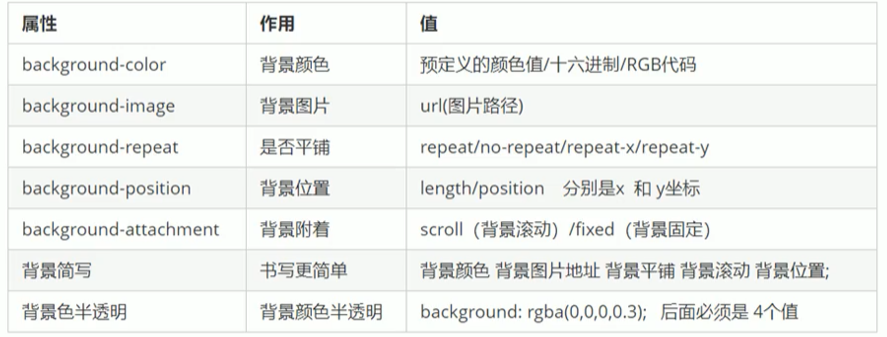 属性 作用 值
background-color 背景颜色 预定义的颜色值/十六进制/RGB代码
background-image 背景图片 url(图片路径)
background-repeat 是否平铺 repeat/no-repeat/repeat-x/repeat-y
background-position 背景位置 length/position 分别是x 和 y坐标
background-attachment 背景附着 scroll（背景滚动）/fixed（背景固定）
背景简写 书写更简单 背景颜色 背景图片地址 背景平铺 背景滚动 背景位置;
背景色半透明 背景颜色半透明 background: rgba(0,0,0,0.3); 后面必须是 4个值